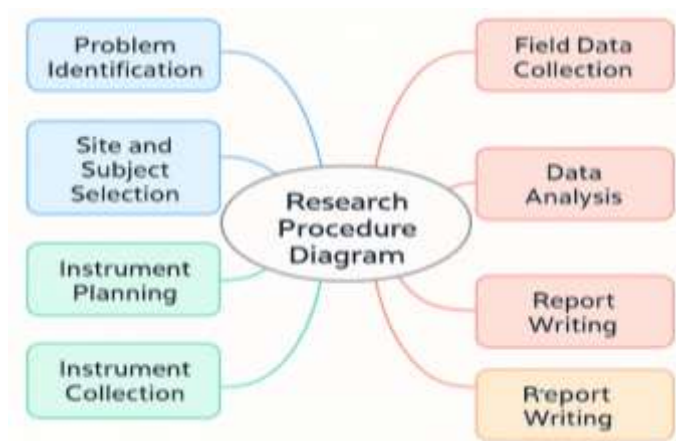 Problem
Identification
Site and
Subject
Selection
Instrument
Planning
Instrument
Collection
Research
Procedure
Diagram
Field Data
Collection
Data
Analysis
Report
Writing
R'eport
Writing